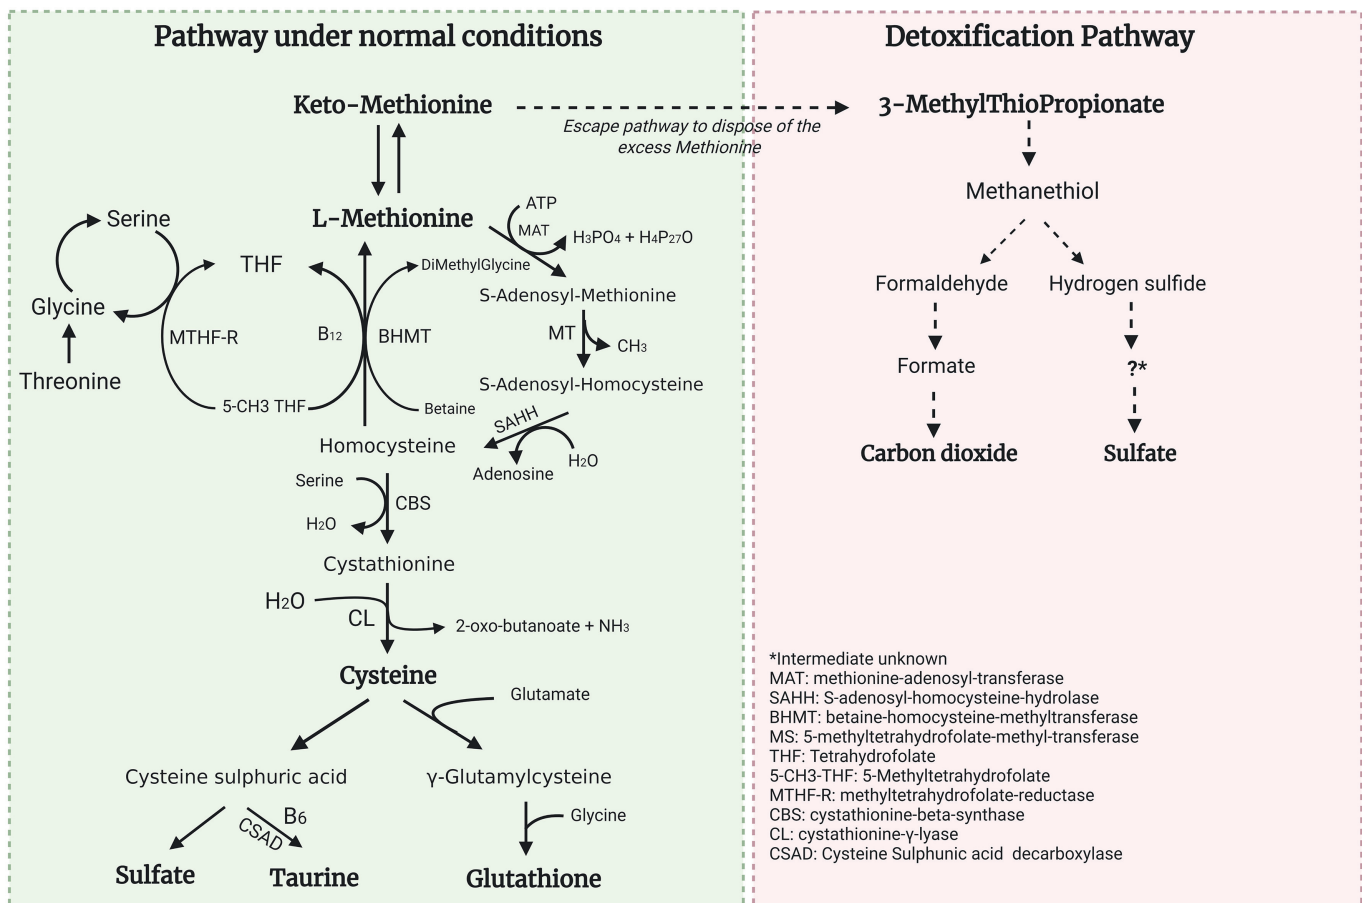 Pathway under normal conditions
Detoxification Pathway
Keto-Methionine
3-MethylThioPropionate
Escape pathway to dispose of the
excess Methionine
Methanethiol
L-Methionine
ATP
MAT
H3PO4 + H4P27O
Serine
THF
DiMethylGlycine
S-Adenosyl-Methionine
Formaldehyde
Hydrogen sulfide
Glycine
MTHF-R
B12
BHMT
MT
CH3
Threonine
S-Adenosyl-Homocysteine
Formate
?*
5-CH3 THF
Betaine
SAHH
Homocysteine
Adenosine
H2O
Carbon dioxide
Sulfate
Serine
CBS
H2O
Cystathionine
H2O
CL
2-oxo-butanoate + NH3
Cysteine
Glutamate
Cysteine sulphuric acid
γ-Glutamylcysteine
B6
CSAD
Glycine
Sulfate
Taurine
Glutathione
*Intermediate unknown
MAT: methionine-adenosyl-transferase
SAHH: S-adenosyl-homocysteine-hydrolase
BHMT: betaine-homocysteine-methyltransferase
MS: 5-methyltetrahydrofolate-methyl-transferase
THF: Tetrahydrofolate
5-CH3-THF: 5-Methyltetrahydrofolate
MTHF-R: methyltetrahydrofolate-reductase
CBS: cystathionine-beta-synthase
CL: cystathionine-γ-lyase
CSAD: Cysteine Sulphunic acid  decarboxylase